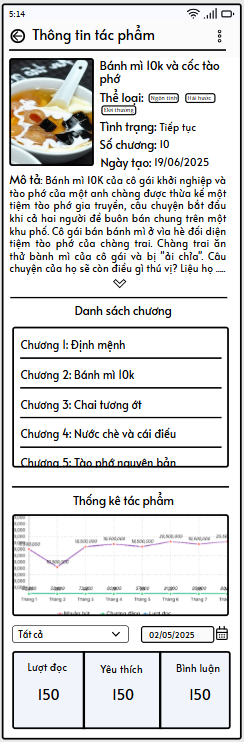 5:14
Thông tin tác phẩm
Bánh mì 10k và cốc tào
phớ
Thể loại: Ngôn tình Hài hước
Đời thường
Tình trạng: Tiếp tục
Số chương: 10
Ngày tạo: 19/06/2025
Mô tả: Bánh mì 10K của cô gái khởi nghiệp và
tào phớ của một anh chàng được thừa kế một
tiệm tào phớ gia truyền, câu chuyện bắt đầu
khi cả hai người để buôn bán chung trên một
khu phố. Cô gái bán bánh mì ở vìa hè đối diện
tiệm tào phớ của chàng trai. Chàng trai ăn
thử bành mì của cô gái và bị "ải chỉa". Câu
chuyện của họ sẽ còn điều gì thú vị? Liệu họ .....
Danh sách chương
Chương 1: Định mệnh
Chương 2: Bánh mì 10k
Chương 3: Chai tương ớt
Chương 4: Nước chè và cái điếu
Chương 5: Tào phớ nguyên bản
Thống kê tác phẩm
Tháng 1 Tháng 2 Tháng 3 Tháng 4 Tháng 5 Tháng 6 Tháng 7
Tất cả 02/05/2025
Lượt đọc Yêu thích Bình luận
150 150 150